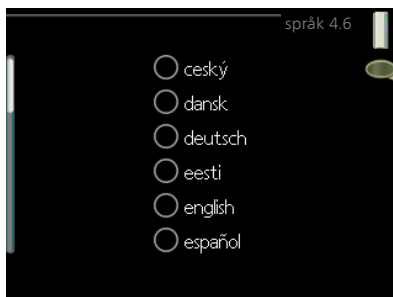 språk 4.6
ceský
dansk
deutsch
eesti
english
español